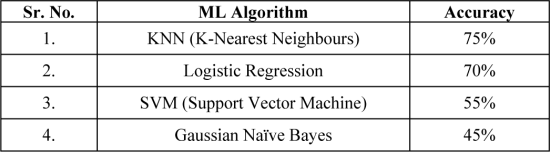 Sr. No. ML Algorithm Accuracy
1. KNN (K-Nearest Neighbours) 75%
2. Logistic Regression 70%
3. SVM (Support Vector Machine) 55%
4. Gaussian Naïve Bayes 45%